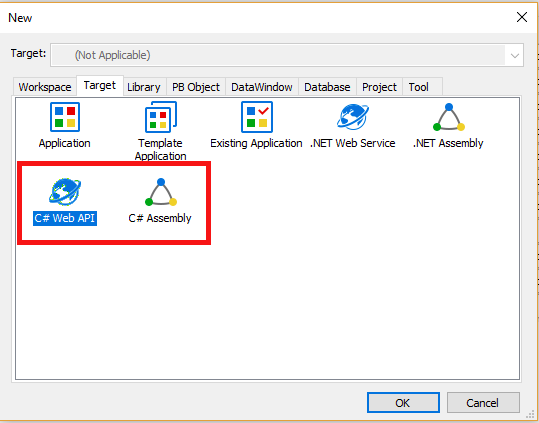 New
Target: (Not Applicable)
Workspace Target Library PB Object DataWindow Database Project Tool
Application
Template
Application
Existing Application
.NET Web Service
.NET Assembly
C# Web API
C# Assembly
OK
Cancel